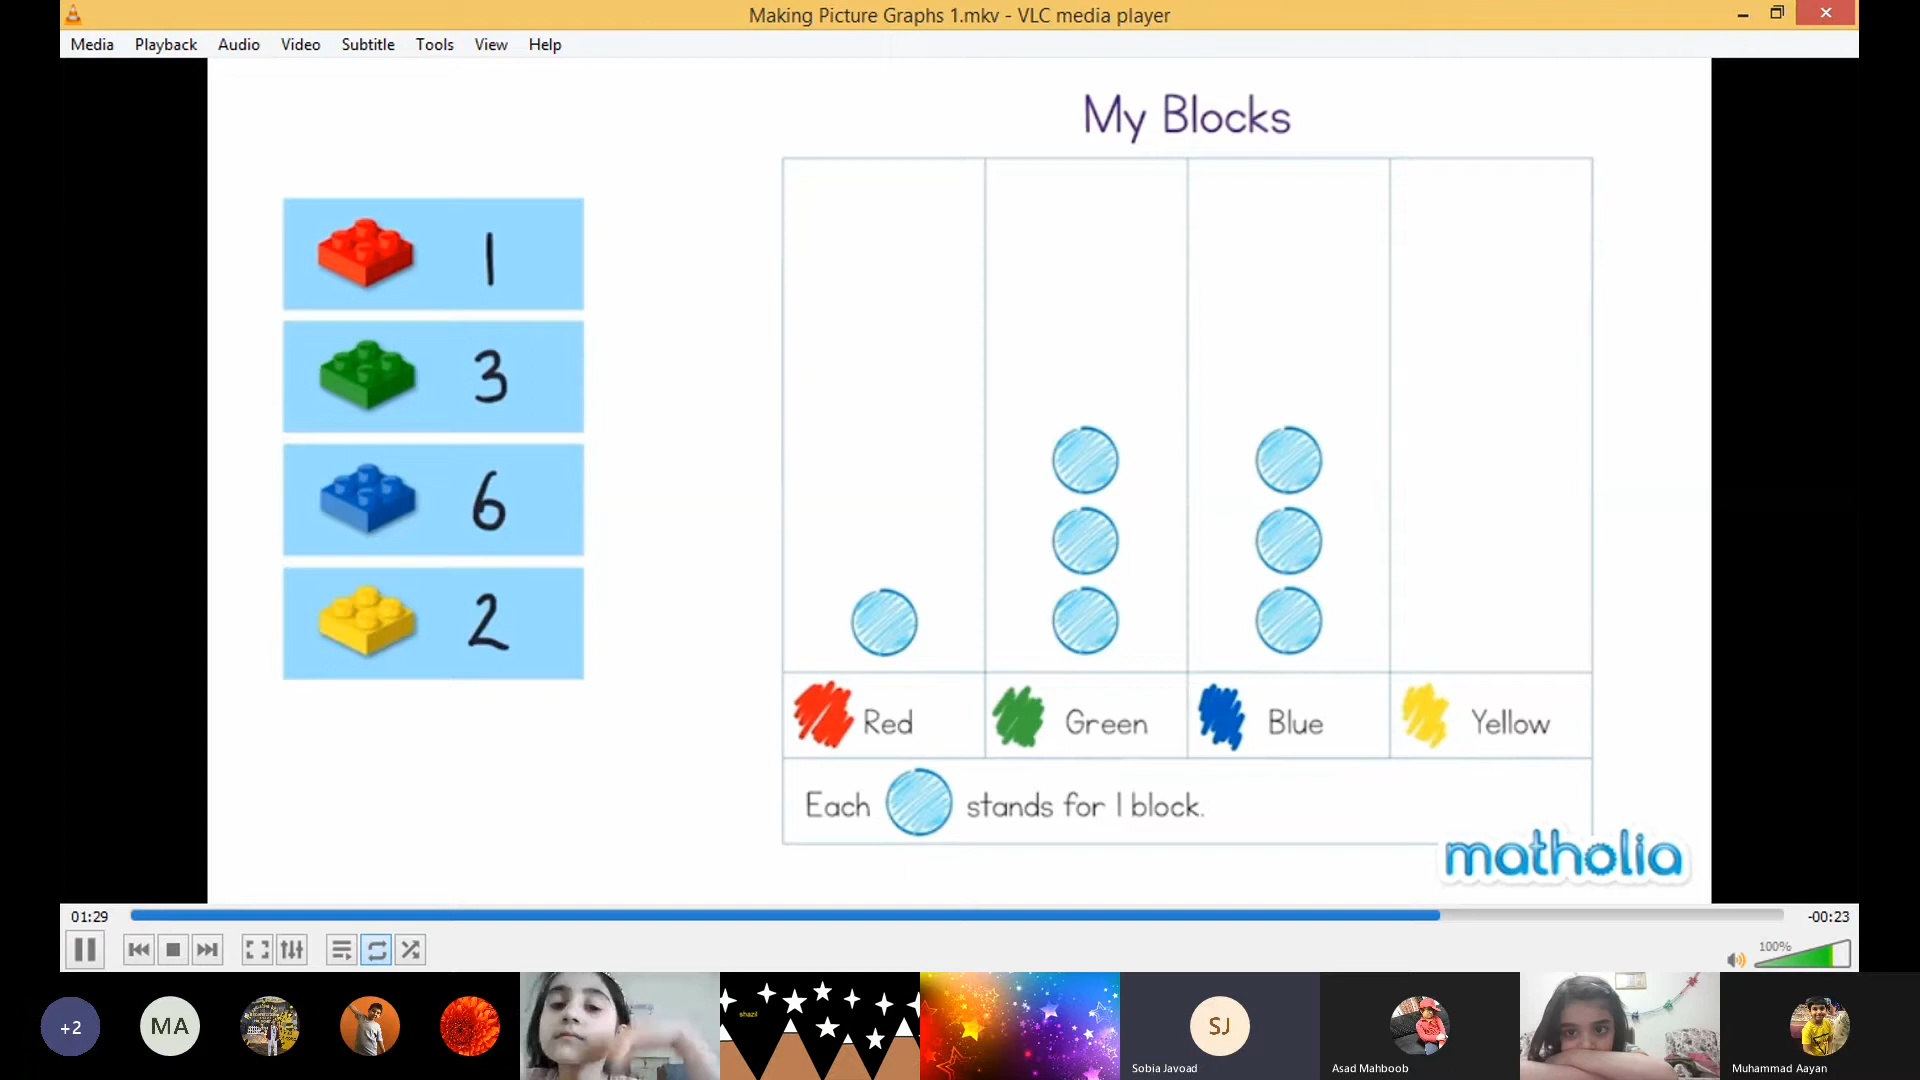 Making Picture Graphs 1.mkv - VLC media player
Media Playback Audio Video Subtitle Tools View Help
My Blocks
1
3
6
2
Red Green Blue Yellow
Each stands for 1 block.
matholia
01:29 -00:23
100%
+2 MA shazil SJ
Sobia Javoad Asad Mahboob Muhammad Aayan